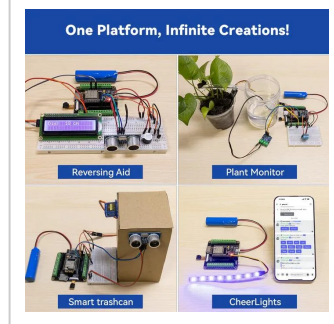 One Platform, Infinite Creations!
Reversing Aid
Plant Monitor
Smart trashcan
CheerLights